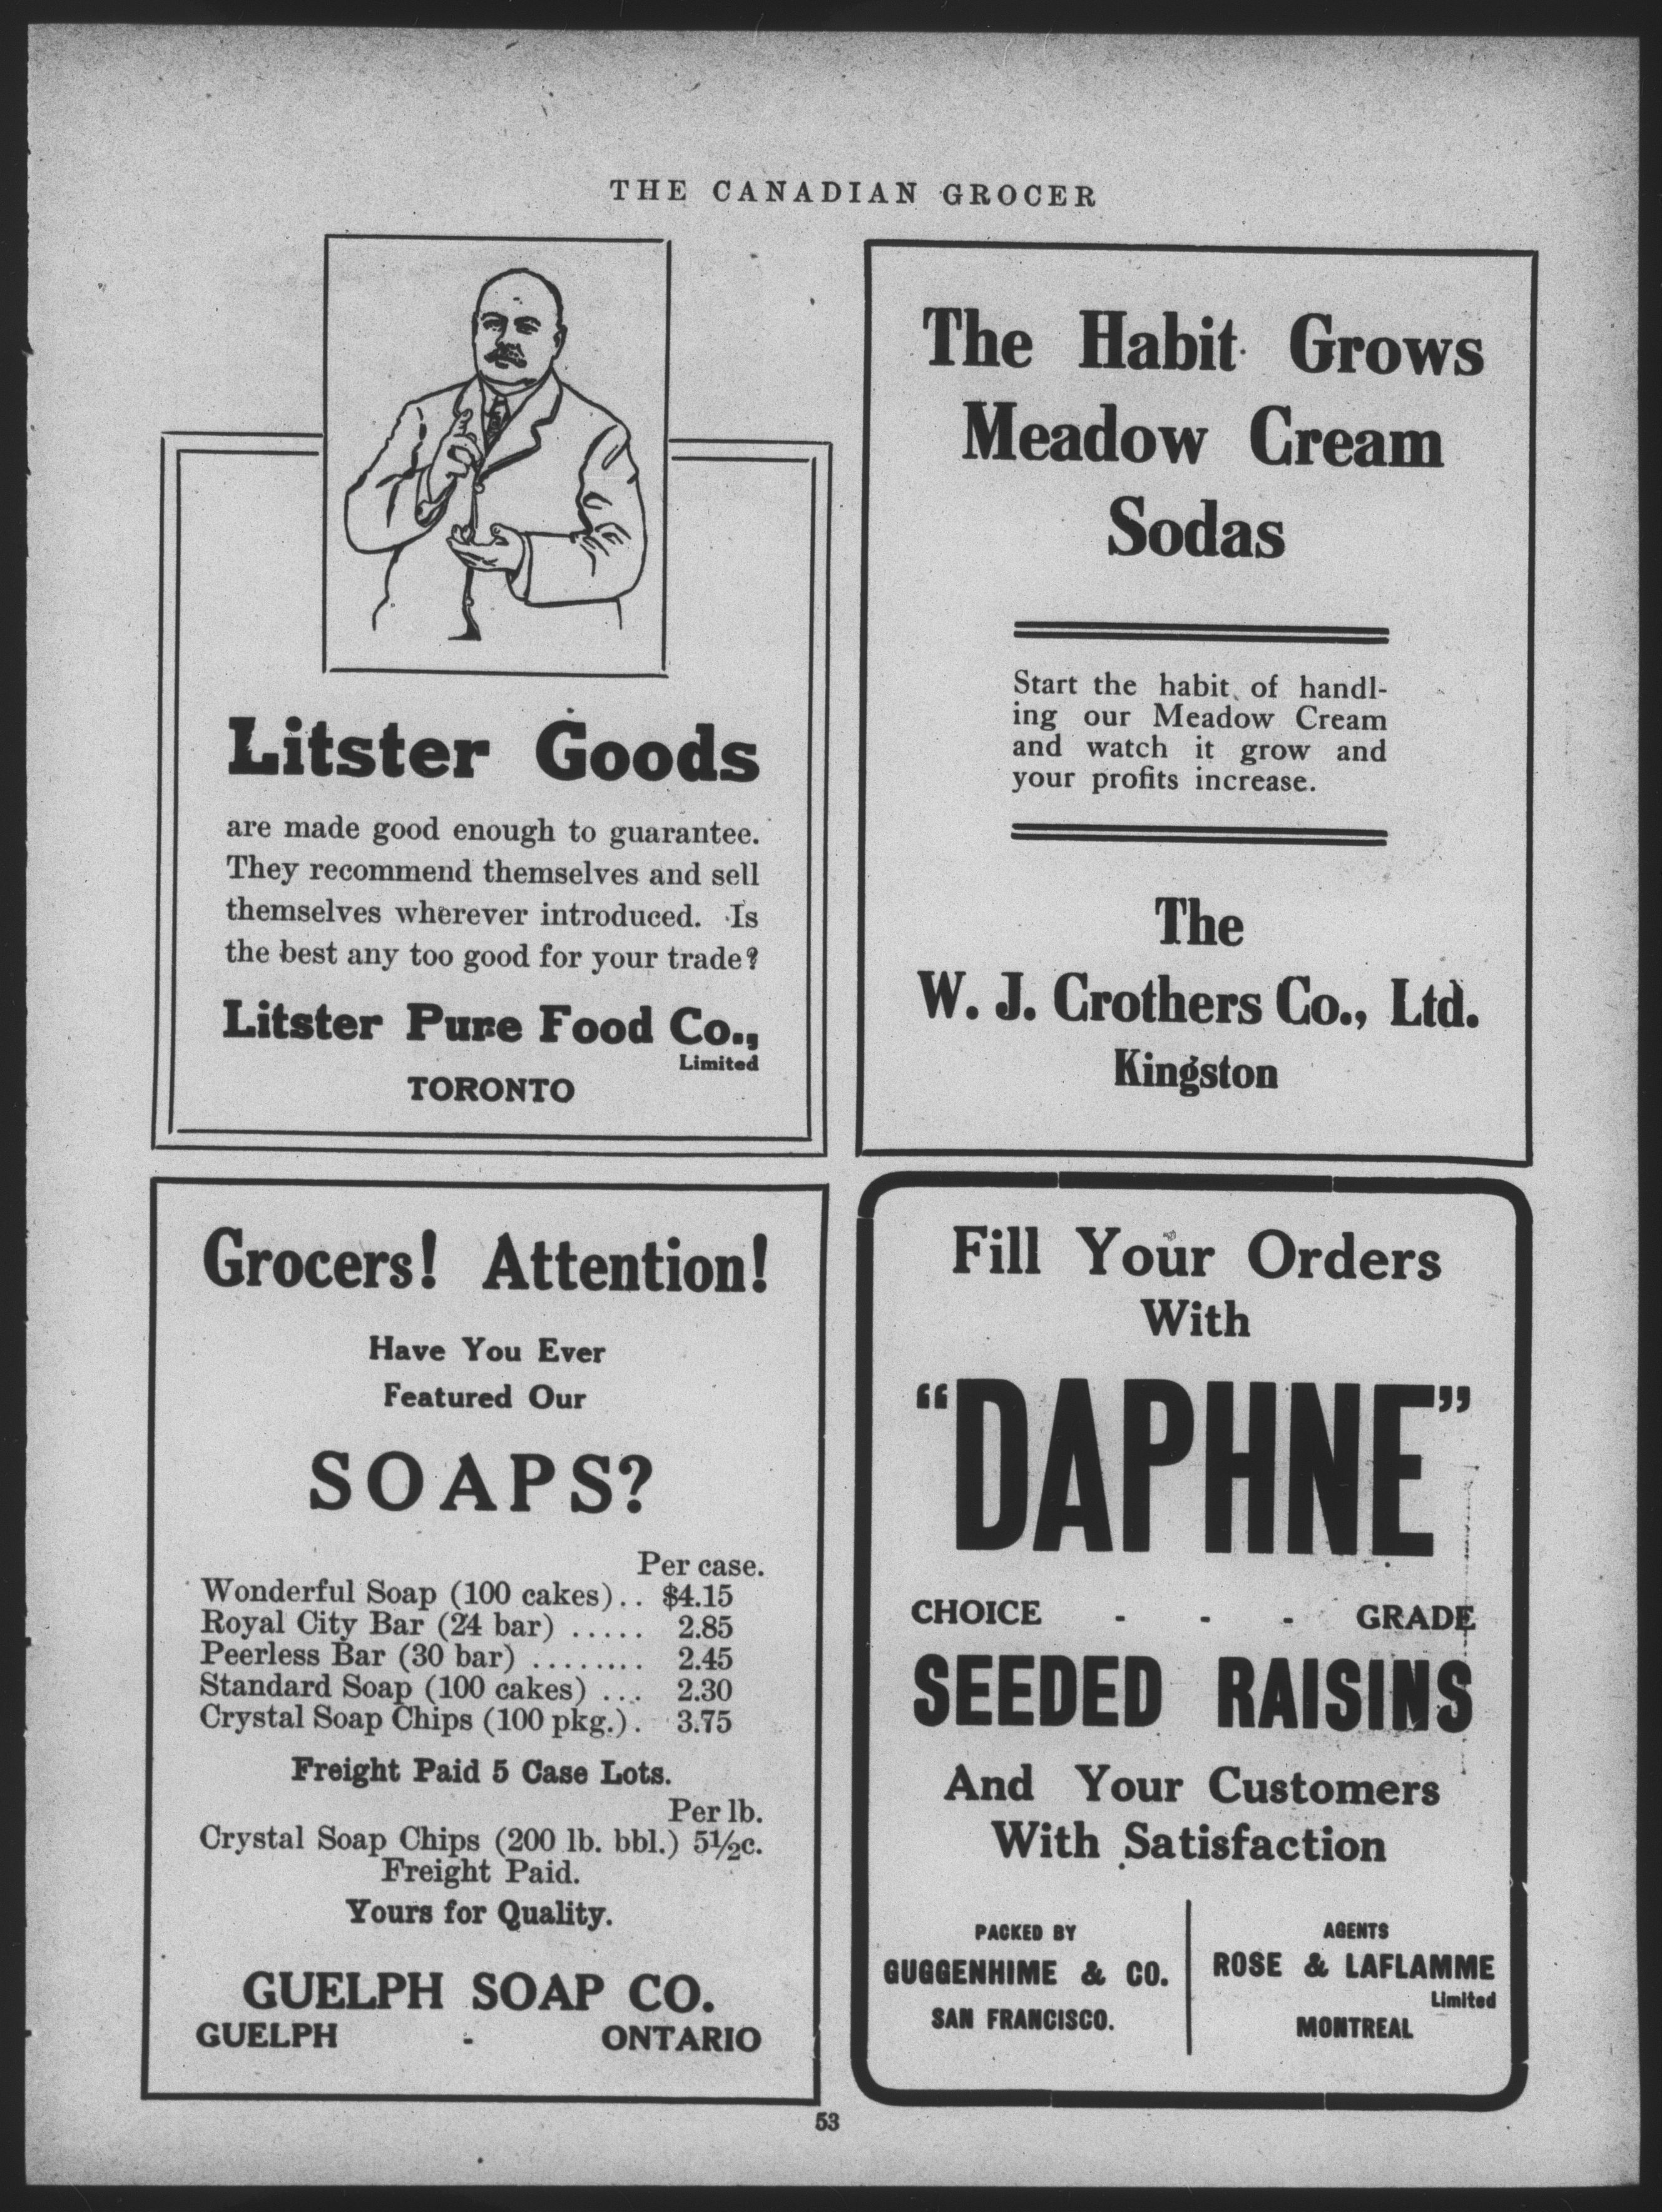 THE CANADIAN GROCER
Litster Goods
are made good enough to guarantee.
They recommend themselves and sell
themselves wherever introduced. Is
the best any too good for your trade?
Litster Pure Food Co.,
Limited
TORONTO
The Habit Grows
Meadow Cream
Sodas
Start the habit of handl-
ing our Meadow Cream
and watch it grow and
your profits increase.
The
W. J. Crothers Co., Ltd.
Kingston
Grocers! Attention!
Have You Ever
Featured Our
SOAPS?
Per case.
Wonderful Soap (100 cakes).. $4.15
Royal City Bar (24 bar) ..... 2.85
Peerless Bar (30 bar) ........ 2.45
Standard Soap (100 cakes) ... 2.30
Crystal Soap Chips (100 pkg.). 3.75
Freight Paid 5 Case Lots.
Per lb.
Crystal Soap Chips (200 lb. bbl.) 5½c.
Freight Paid.
Yours for Quality.
GUELPH SOAP CO.
GUELPH - ONTARIO
Fill Your Orders
With
“DAPHNE”
CHOICE - - - GRADE
SEEDED RAISINS
And Your Customers
With Satisfaction
PACKED BY
GUGGENHIME & CO.
SAN FRANCISCO.
AGENTS
ROSE & LAFLAMME
Limited
MONTREAL
53